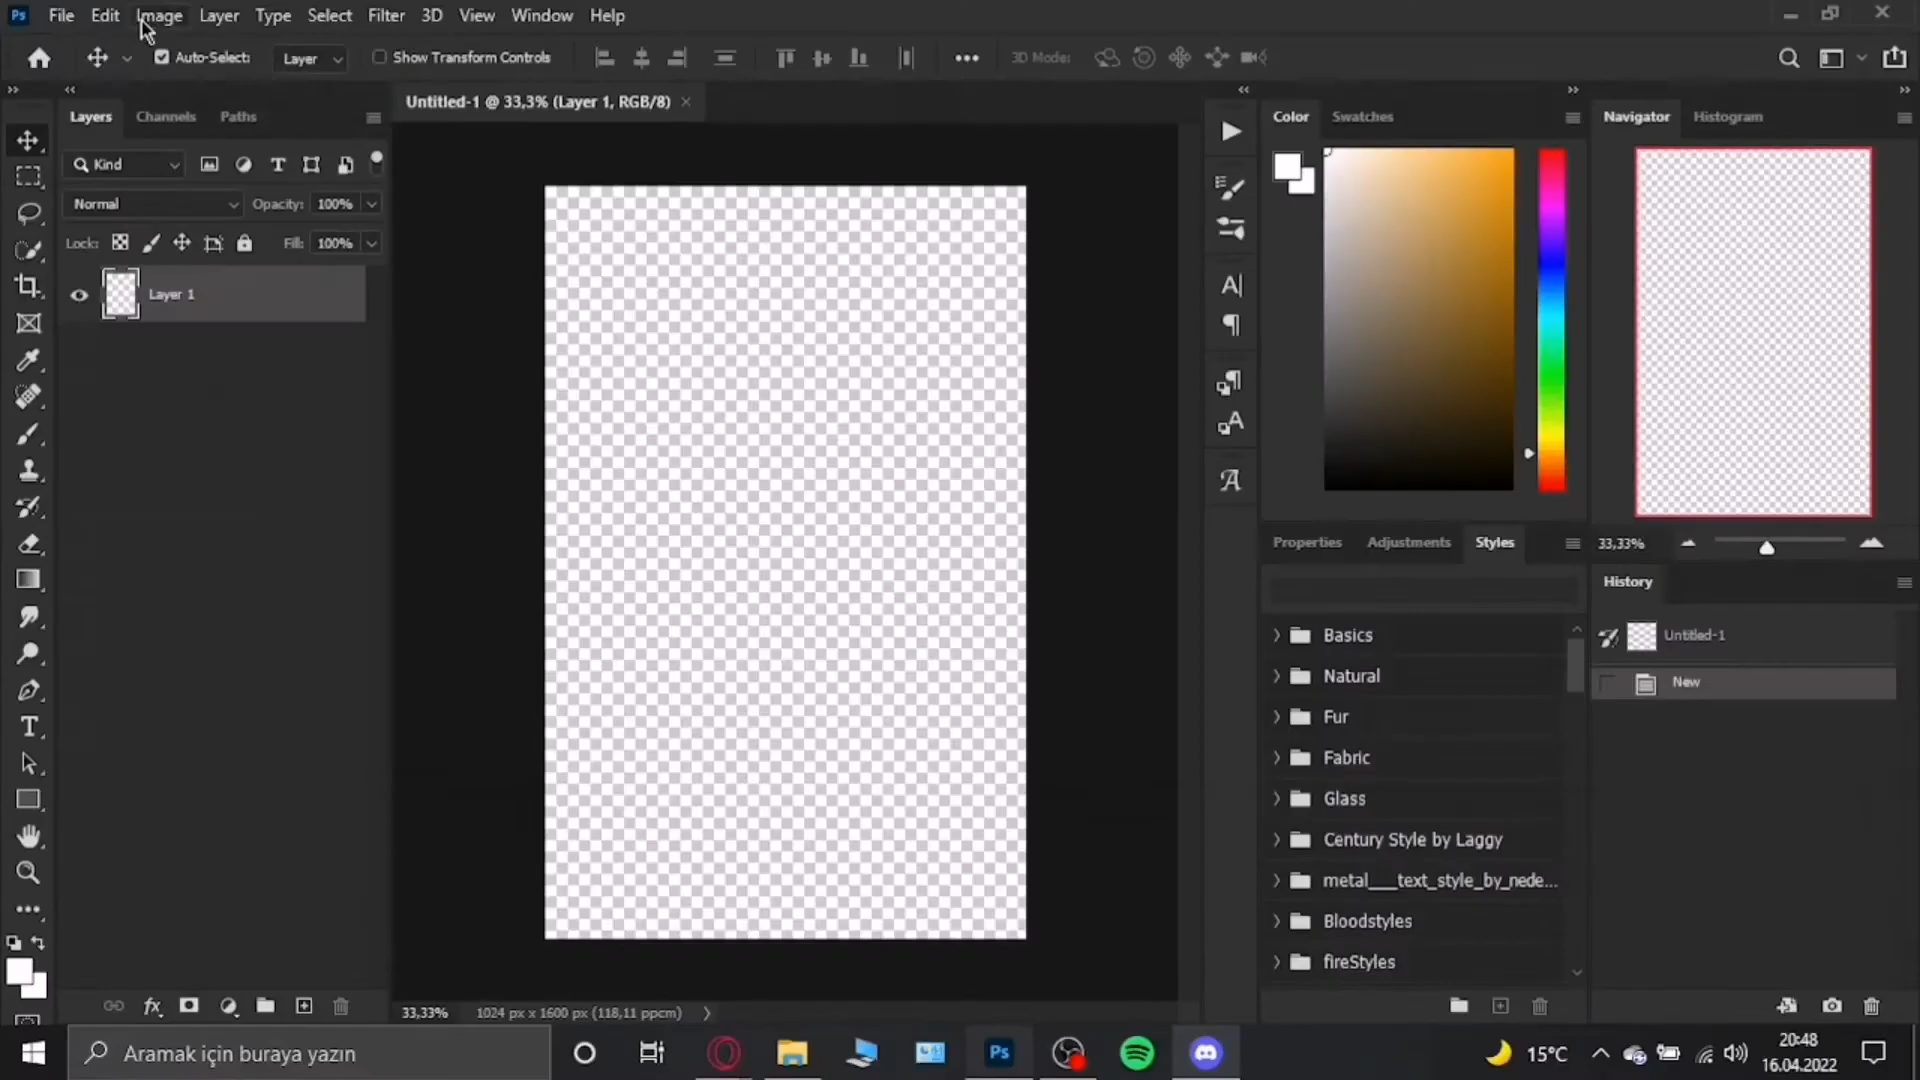 Ps File Edit Image Layer Type Select Filter 3D View Window Help
Auto-Select: Layer Show Transform Controls 3D Mode:
Layers Channels Paths
Untitled-1 @ 33,3% (Layer 1, RGB/8)
Color Swatches
Navigator Histogram
Kind
Normal Opacity: 100%
Lock: Fill: 100%
Layer 1
Properties Adjustments Styles
33,33%
History
Basics
Natural
Fur
Fabric
Glass
Century Style by Laggy
metal___text_style_by_nede...
Bloodstyles
fireStyles
Untitled-1
New
33,33% 1024 px x 1600 px (118,11 ppcm)
Aramak için buraya yazın
Ps
15°C
20:48
16.04.2022